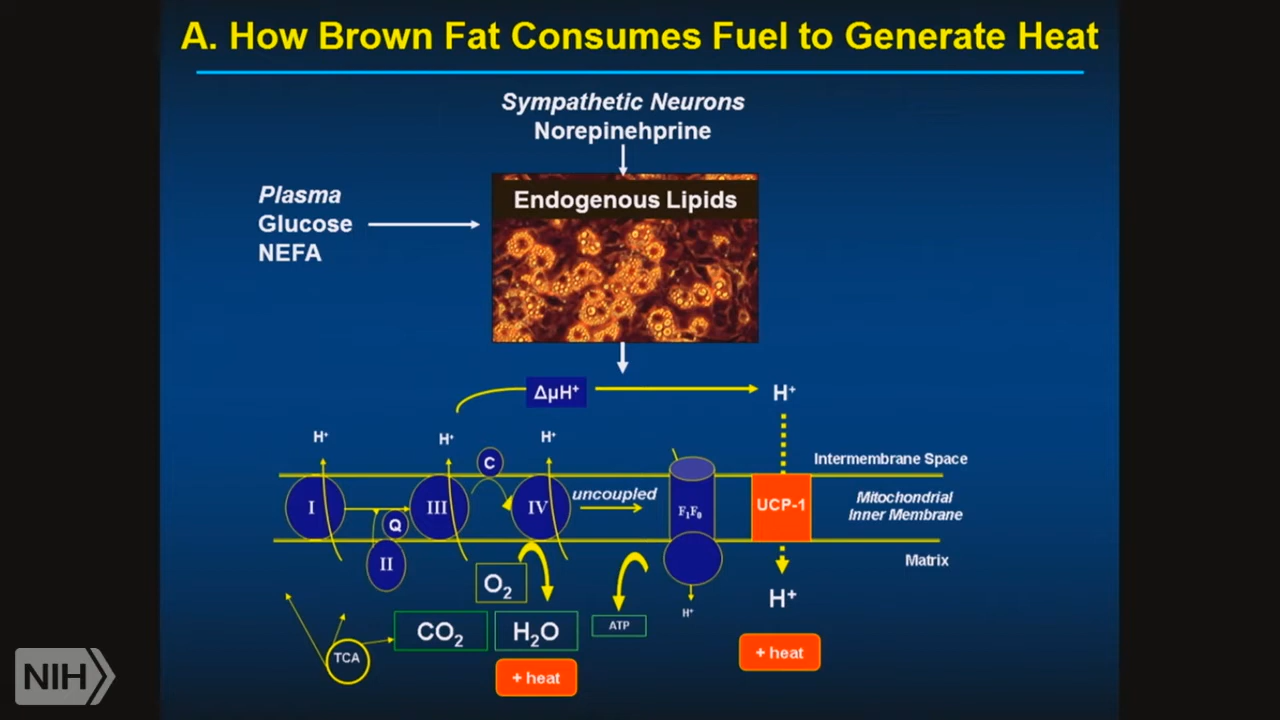 A. How Brown Fat Consumes Fuel to Generate Heat
Sympathetic Neurons
Norepinehprine
Plasma
Glucose
NEFA
Endogenous Lipids
ΔμH⁺
H⁺
H⁺
H⁺
H⁺
C
Intermembrane Space
I
III
IV
uncoupled
F₁F₀
UCP-1
Mitochondrial
Inner Membrane
Q
II
Matrix
O₂
H⁺
H⁺
CO₂
H₂O
ATP
TCA
+ heat
+ heat
NIH